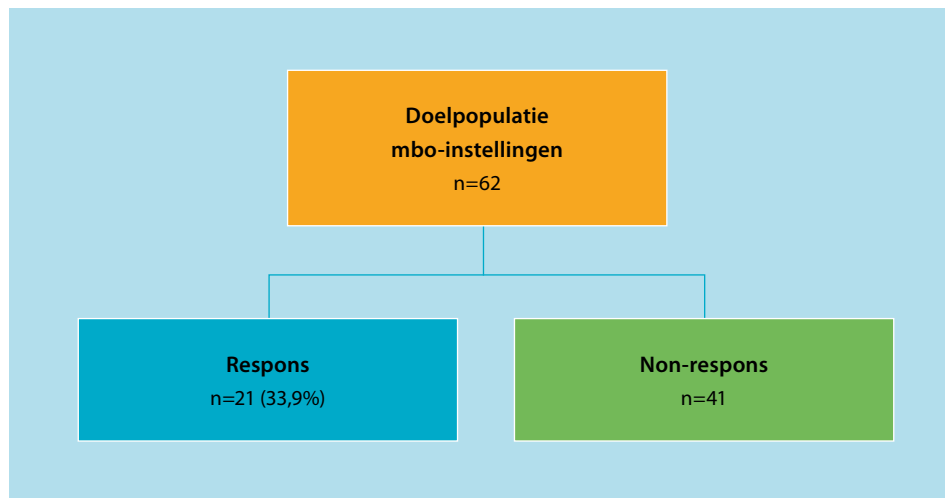 Doelpopulatie
mbo-instellingen
n=62
Respons
n=21 (33,9%)
Non-respons
n=41